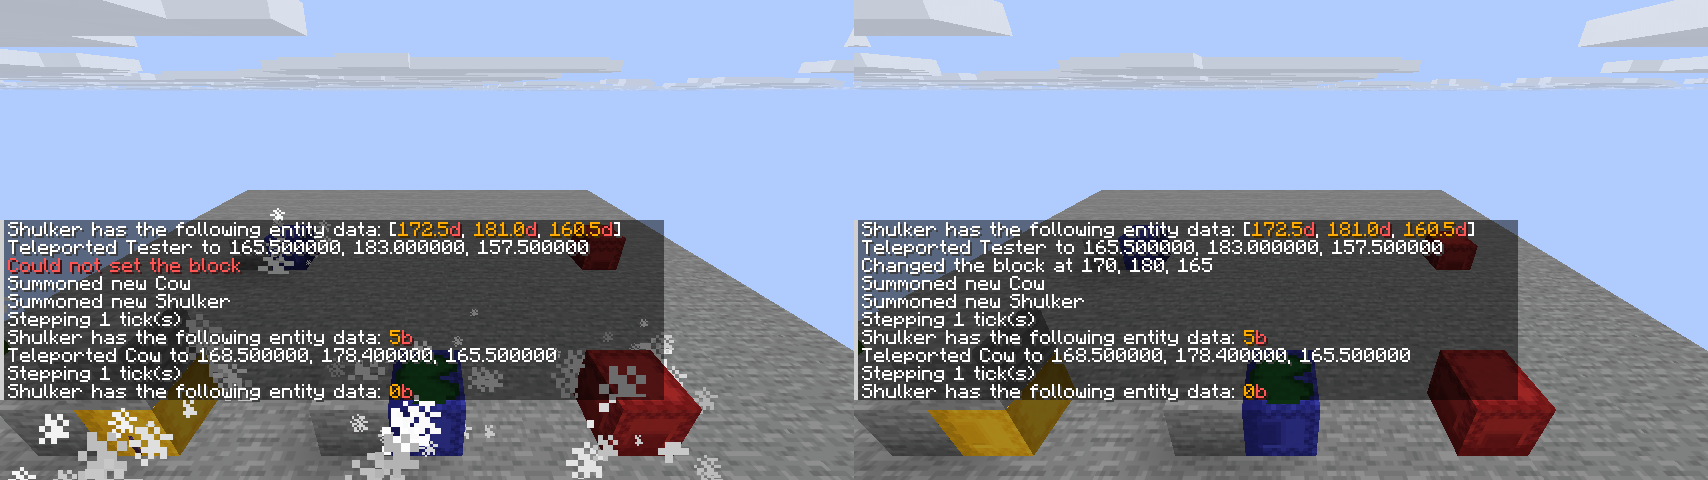 Shulker has the following entity data: [172.5d, 181.0d, 160.5d]
Teleported Tester to 165.500000, 183.000000, 157.500000
Could not set the block
Summoned new Cow
Summoned new Shulker
Stepping 1 tick(s)
Shulker has the following entity data: 5b
Teleported Cow to 168.500000, 178.400000, 165.500000
Stepping 1 tick(s)
Shulker has the following entity data: 0b
Shulker has the following entity data: [172.5d, 181.0d, 160.5d]
Teleported Tester to 165.500000, 183.000000, 157.500000
Changed the block at 170, 180, 165
Summoned new Cow
Summoned new Shulker
Stepping 1 tick(s)
Shulker has the following entity data: 5b
Teleported Cow to 168.500000, 178.400000, 165.500000
Stepping 1 tick(s)
Shulker has the following entity data: 0b